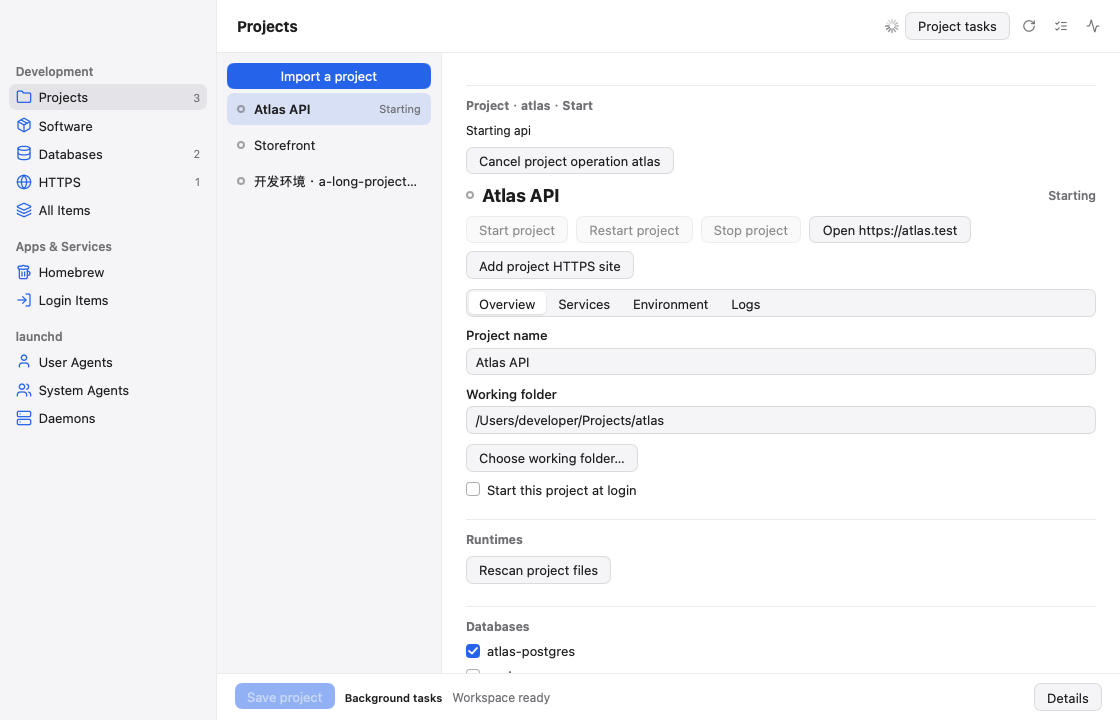 Projects
Project tasks
Development
Projects 3
Software
Databases 2
HTTPS 1
All Items
Apps & Services
Homebrew
Login Items
launchd
User Agents
System Agents
Daemons
Import a project
Atlas API Starting
Storefront
开发环境 · a-long-project…
Project · atlas · Start
Starting api
Cancel project operation atlas
Atlas API Starting
Start project Restart project Stop project Open https://atlas.test
Add project HTTPS site
Overview Services Environment Logs
Project name
Atlas API
Working folder
/Users/developer/Projects/atlas
Choose working folder…
Start this project at login
Runtimes
Rescan project files
Databases
atlas-postgres
Save project Background tasks Workspace ready Details